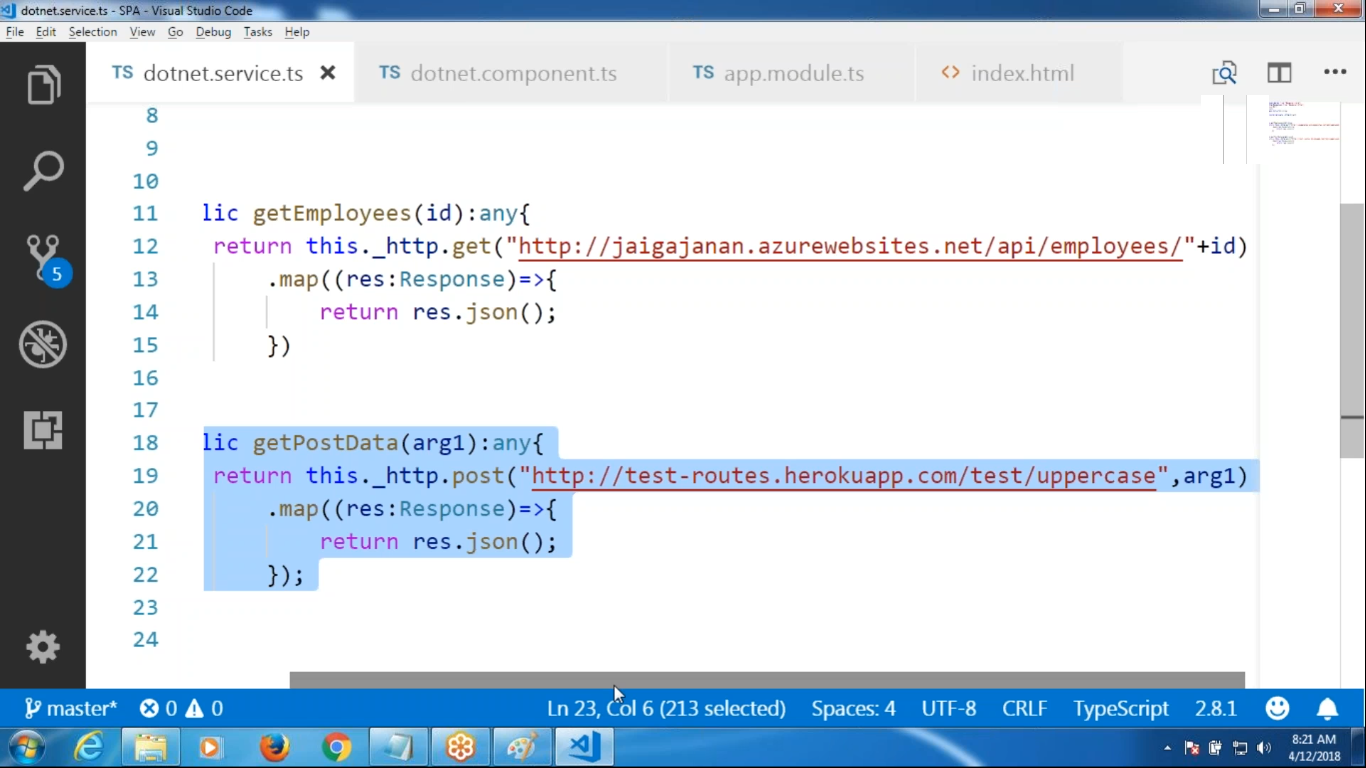 dotnet.service.ts - SPA - Visual Studio Code
File Edit Selection View Go Debug Tasks Help
TS dotnet.service.ts TS dotnet.component.ts TS app.module.ts <> index.html
8
9
10
11 lic getEmployees(id):any{
12 return this._http.get("http://jaigajanan.azurewebsites.net/api/employees/"+id)
13 .map((res:Response)=>{
14 return res.json();
15 })
16
17
18 lic getPostData(arg1):any{
19 return this._http.post("http://test-routes.herokuapp.com/test/uppercase",arg1)
20 .map((res:Response)=>{
21 return res.json();
22 });
23
24
5
master* 0 0 Ln 23, Col 6 (213 selected) Spaces: 4 UTF-8 CRLF TypeScript 2.8.1
8:21 AM
4/12/2018